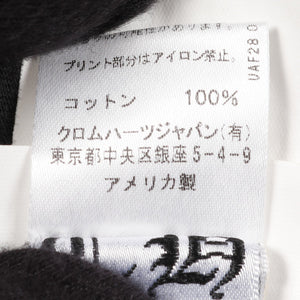 プリント部分はアイロン禁止。
コットン 100%
クロムハーツジャパン(有)
東京都中央区銀座5-4-9
アメリカ製
UAF28 0